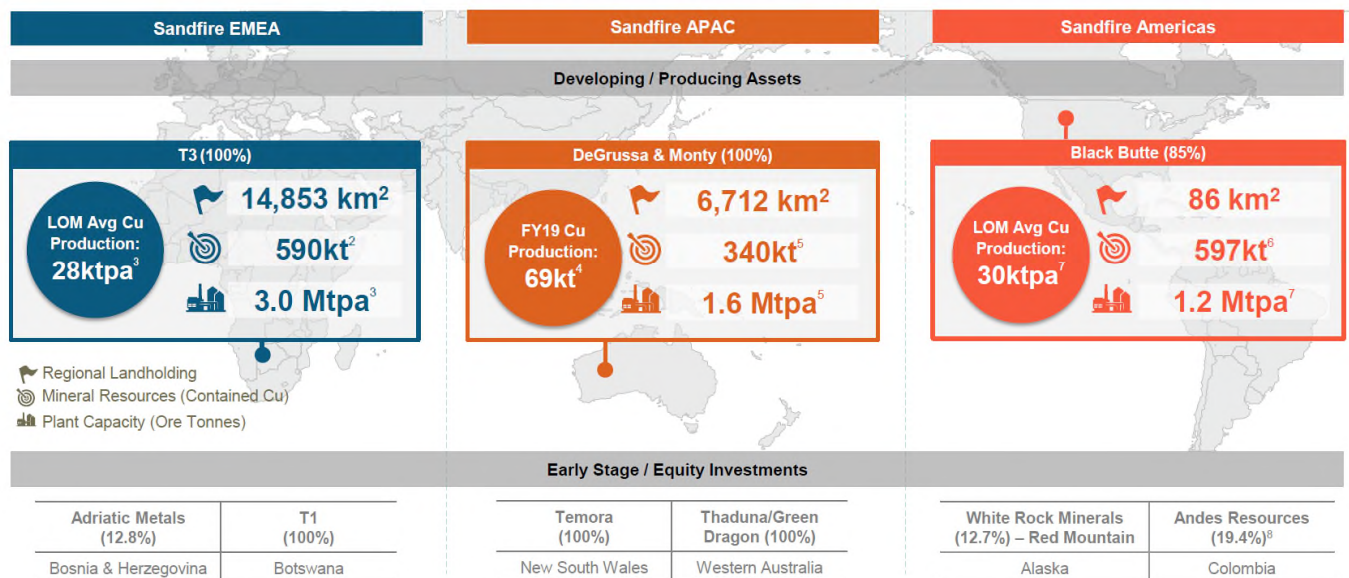 Sandfire EMEA
Sandfire APAC
Sandfire Americas
Developing / Producing Assets
T3 (100%)
LOM Avg Cu
Production:
28ktpa³
14,853 km²
590kt²
3.0 Mtpa³
DeGrussa & Monty (100%)
FY19 Cu
Production:
69kt⁴
6,712 km²
340kt⁵
1.6 Mtpa⁵
Black Butte (85%)
LOM Avg Cu
Production:
30ktpa⁷
86 km²
597kt⁶
1.2 Mtpa⁷
Regional Landholding
Mineral Resources (Contained Cu)
Plant Capacity (Ore Tonnes)
Early Stage / Equity Investments
Adriatic Metals
(12.8%)
Bosnia & Herzegovina
T1
(100%)
Botswana
Temora
(100%)
New South Wales
Thaduna/Green
Dragon (100%)
Western Australia
White Rock Minerals
(12.7%) – Red Mountain
Alaska
Andes Resources
(19.4%)⁸
Colombia